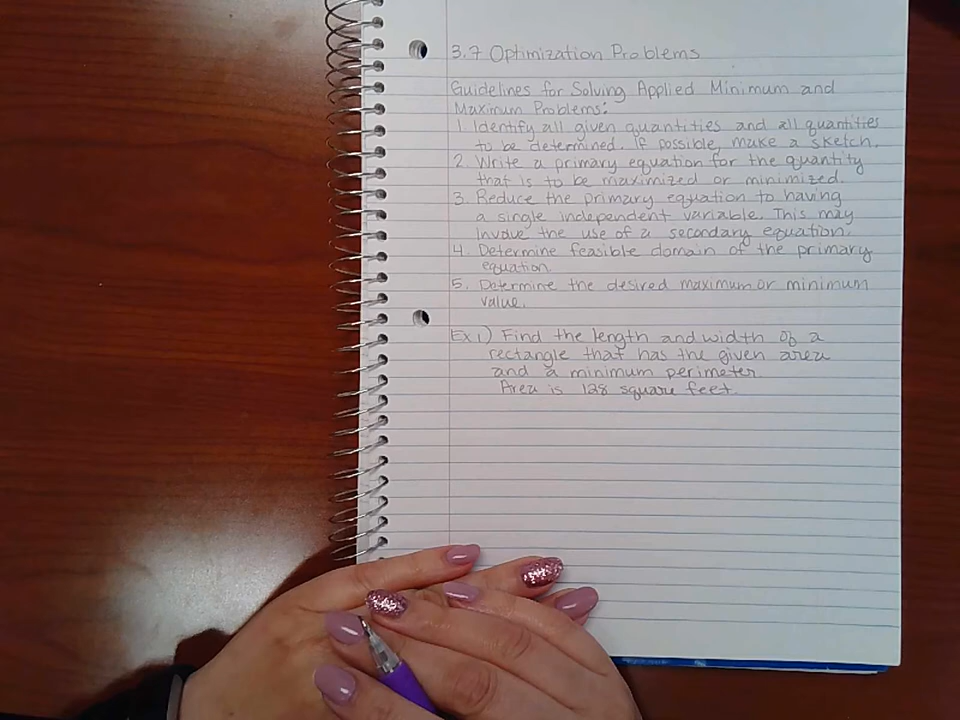 3.7 Optimization Problems
Guidelines for Solving Applied Minimum and
Maximum Problems:
1. Identify all given quantities and all quantities
to be determined. If possible, make a sketch.
2. Write a primary equation for the quantity
that is to be maximized or minimized.
3. Reduce the primary equation to having
a single independent variable. This may
involve the use of a secondary equation.
4. Determine feasible domain of the primary
equation.
5. Determine the desired maximum or minimum
value.
Ex 1) Find the length and width of a
rectangle that has the given area
and a minimum perimeter.
Area is 128 square feet.